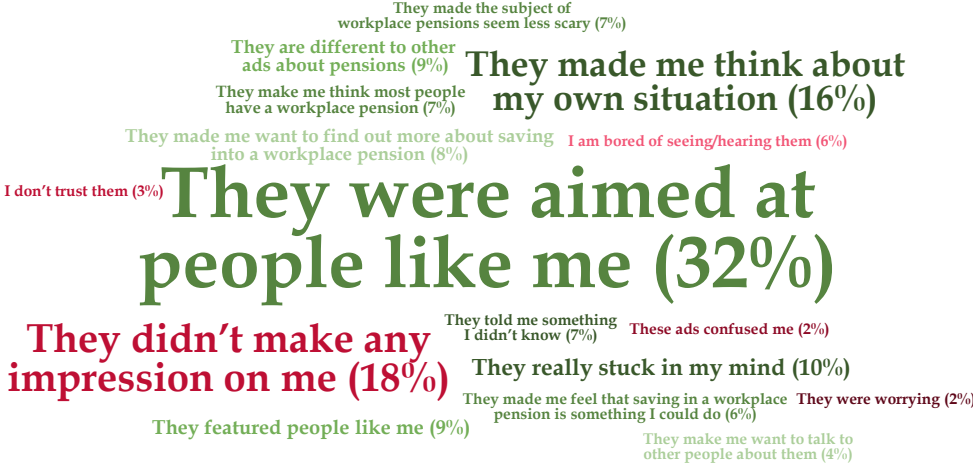 They made the subject of
workplace pensions seem less scary (7%)
They are different to other
ads about pensions (9%)
They made me think about
my own situation (16%)
They make me think most people
have a workplace pension (7%)
They made me want to find out more about saving
into a workplace pension (8%)
I am bored of seeing/hearing them (6%)
I don't trust them (3%)
They were aimed at
people like me (32%)
They didn't make any
impression on me (18%)
They told me something
I didn't know (7%)
These ads confused me (2%)
They really stuck in my mind (10%)
They made me feel that saving in a workplace
pension is something I could do (6%)
They were worrying (2%)
They featured people like me (9%)
They make me want to talk to
other people about them (4%)